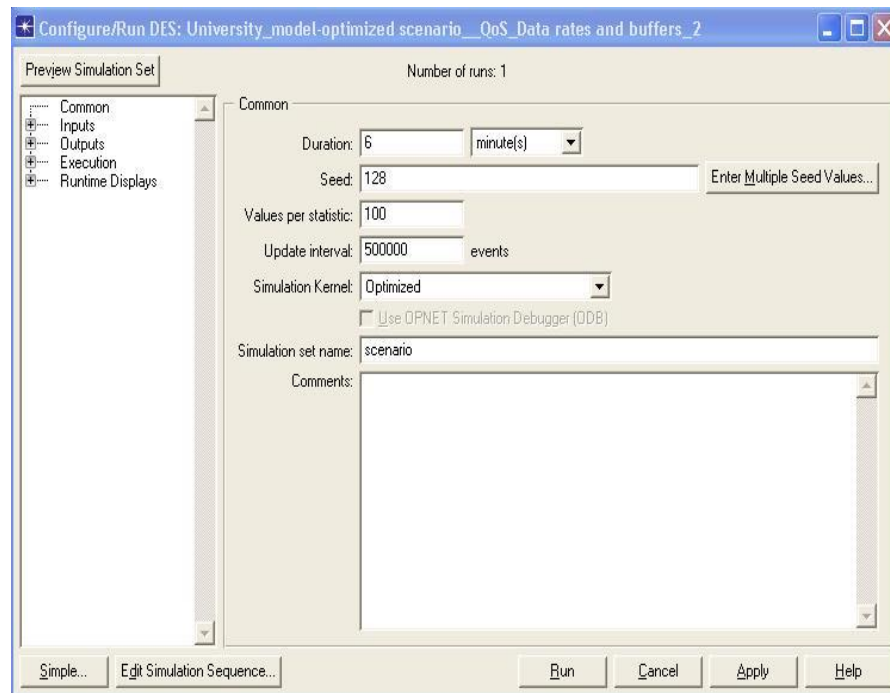 Configure/Run DES: University_model-optimized scenario__QoS_Data rates and buffers_2
Preview Simulation Set
Number of runs: 1
Common
Inputs
Outputs
Execution
Runtime Displays
Common
Duration: 6 minute(s)
Seed: 128 Enter Multiple Seed Values...
Values per statistic: 100
Update interval: 500000 events
Simulation Kernel: Optimized
Use OPNET Simulation Debugger (ODB)
Simulation set name: scenario
Comments:
Simple... Edit Simulation Sequence... Run Cancel Apply Help